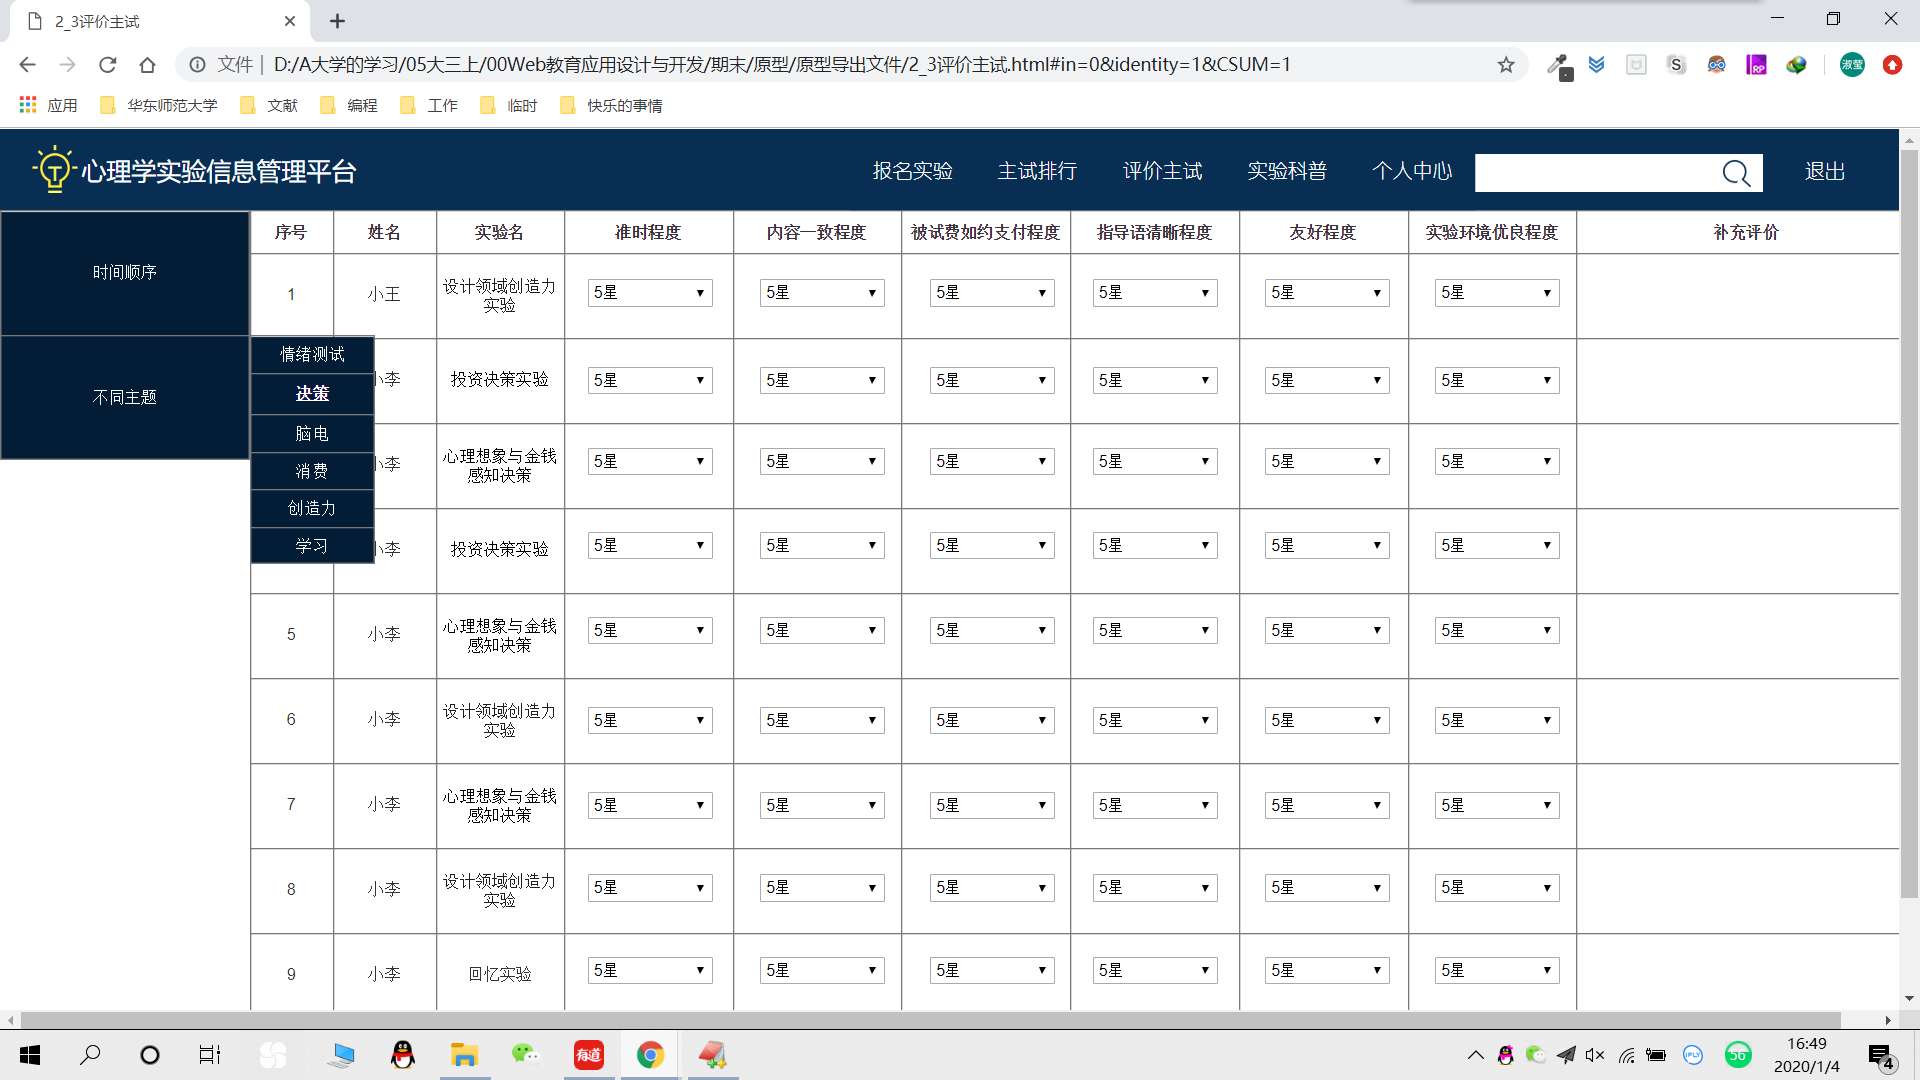 2_3评价主试
文件 | D:/A大学的学习/05大三上/00Web教育应用设计与开发/期末/原型/原型导出文件/2_3评价主试.html#in=0&identity=1&CSUM=1
S RP 淑莹
应用 华东师范大学 文献 编程 工作 临时 快乐的事情
T 心理学实验信息管理平台 报名实验 主试排行 评价主试 实验科普 个人中心 退出
时间顺序
不同主题
情绪测试
决策
脑电
消费
创造力
学习
序号 姓名 实验名 准时程度 内容一致程度 被试费如约支付程度 指导语清晰程度 友好程度 实验环境优良程度 补充评价
1 小王 设计领域创造力
实验 5星 5星 5星 5星 5星 5星
小李 投资决策实验 5星 5星 5星 5星 5星 5星
小李 心理想象与金钱
感知决策 5星 5星 5星 5星 5星 5星
小李 投资决策实验 5星 5星 5星 5星 5星 5星
5 小李 心理想象与金钱
感知决策 5星 5星 5星 5星 5星 5星
6 小李 设计领域创造力
实验 5星 5星 5星 5星 5星 5星
7 小李 心理想象与金钱
感知决策 5星 5星 5星 5星 5星 5星
8 小李 设计领域创造力
实验 5星 5星 5星 5星 5星 5星
9 小李 回忆实验 5星 5星 5星 5星 5星 5星
有道 iFLY 56 16:49
2020/1/4 4